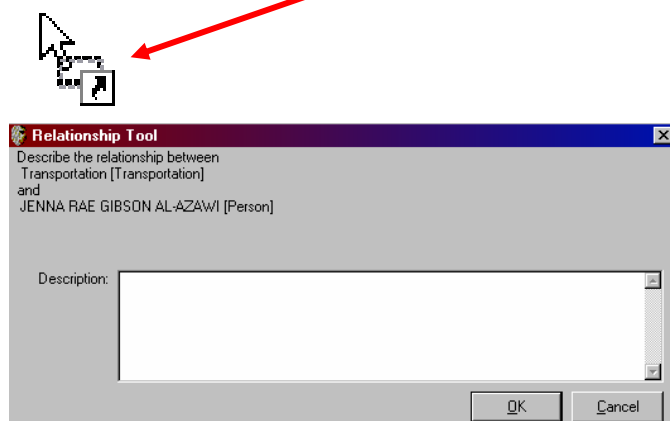 Relationship Tool
Describe the relationship between
Transportation [Transportation]
and
JENNA RAE GIBSON AL-AZAWI [Person]
Description:
OK Cancel